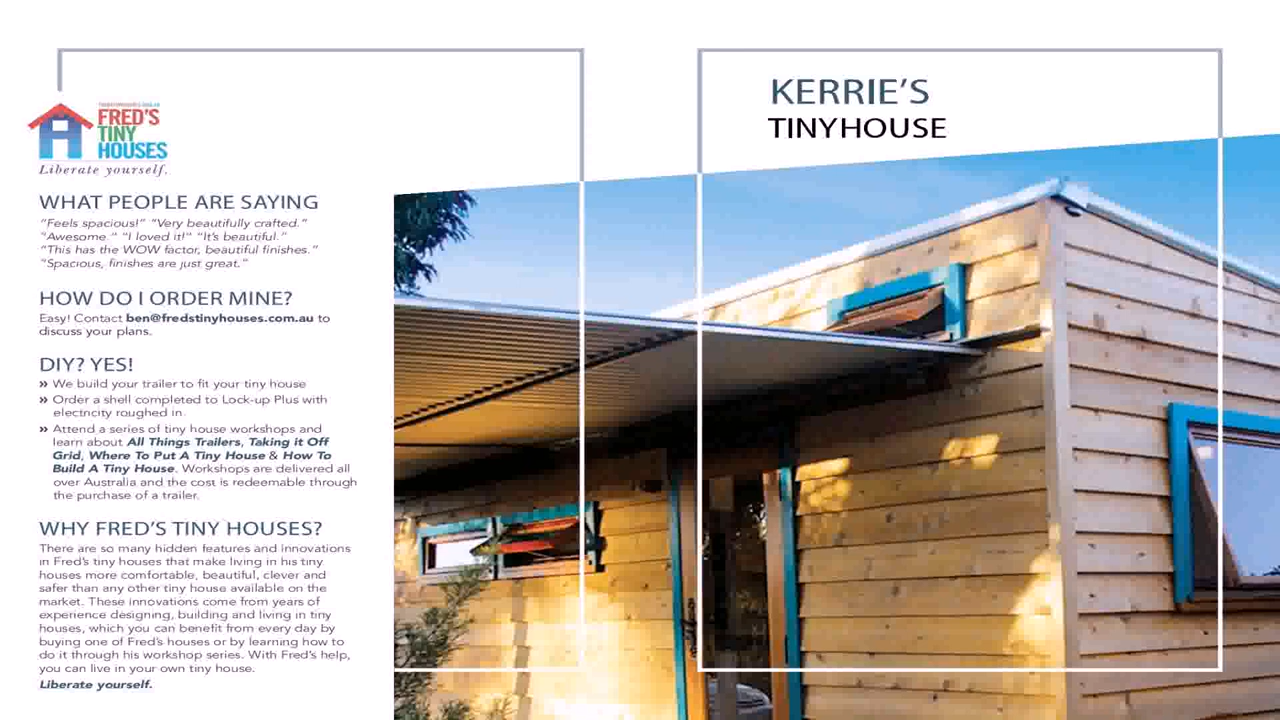 FRED'S
TINY
HOUSES
Liberate yourself.
WHAT PEOPLE ARE SAYING
"Feels spacious!" "Very beautifully crafted."
"Awesome." "I loved it!" "It's beautiful."
"This has the WOW factor, beautiful finishes."
"Spacious, finishes are just great."
HOW DO I ORDER MINE?
Easy! Contact ben@fredstinyhouses.com.au to
discuss your plans.
DIY? YES!
» We build your trailer to fit your tiny house
» Order a shell completed to Lock-up Plus with
electricity roughed in.
» Attend a series of tiny house workshops and
learn about All Things Trailers, Taking it Off
Grid, Where To Put A Tiny House & How To
Build A Tiny House. Workshops are delivered all
over Australia and the cost is redeemable through
the purchase of a trailer.
WHY FRED'S TINY HOUSES?
There are so many hidden features and innovations
in Fred's tiny houses that make living in his tiny
houses more comfortable, beautiful, clever and
safer than any other tiny house available on the
market. These innovations come from years of
experience designing, building and living in tiny
houses, which you can benefit from every day by
buying one of Fred's houses or by learning how to
do it through his workshop series. With Fred's help,
you can live in your own tiny house.
Liberate yourself.
KERRIE'S
TINYHOUSE